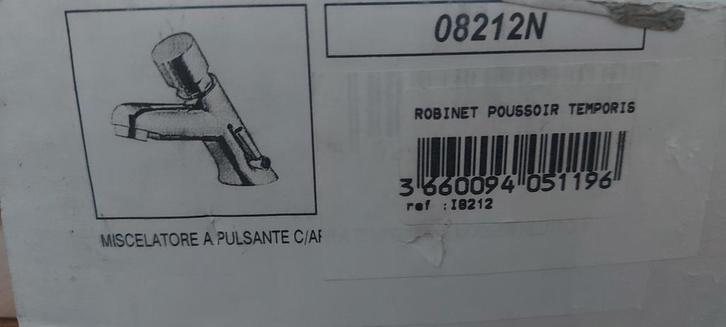 08212N
ROBINET POUSSOIR TEMPORIS
3 660094 051196
ref :I8212
MISCELATORE A PULSANTE C/AF